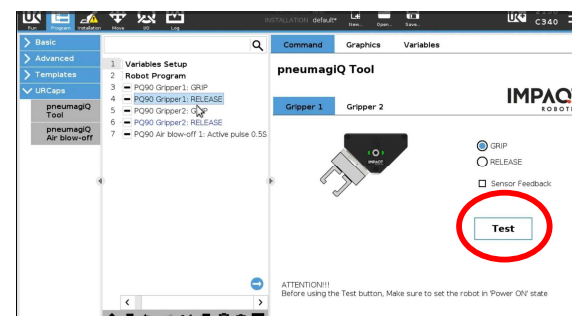 Run Program Installation Move I/O Log INSTALLATION default* New... Open... Save... C340
Basic
Advanced
Templates
URCaps
pneumagiQ
Tool
pneumagiQ
Air blow-off
1 Variables Setup
2 Robot Program
3 PQ90 Gripper1: GRIP
4 PQ90 Gripper1: RELEASE
5 PQ90 Gripper2: GRIP
6 PQ90 Gripper2: RELEASE
7 PQ90 Air blow-off 1: Active pulse 0.5S
Command Graphics Variables
pneumagiQ Tool
IMPAC
ROBOTI
Gripper 1 Gripper 2
IMPACT
GRIP
RELEASE
Sensor Feedback
Test
ATTENTION!!!
Before using the Test button, Make sure to set the robot in 'Power ON' state